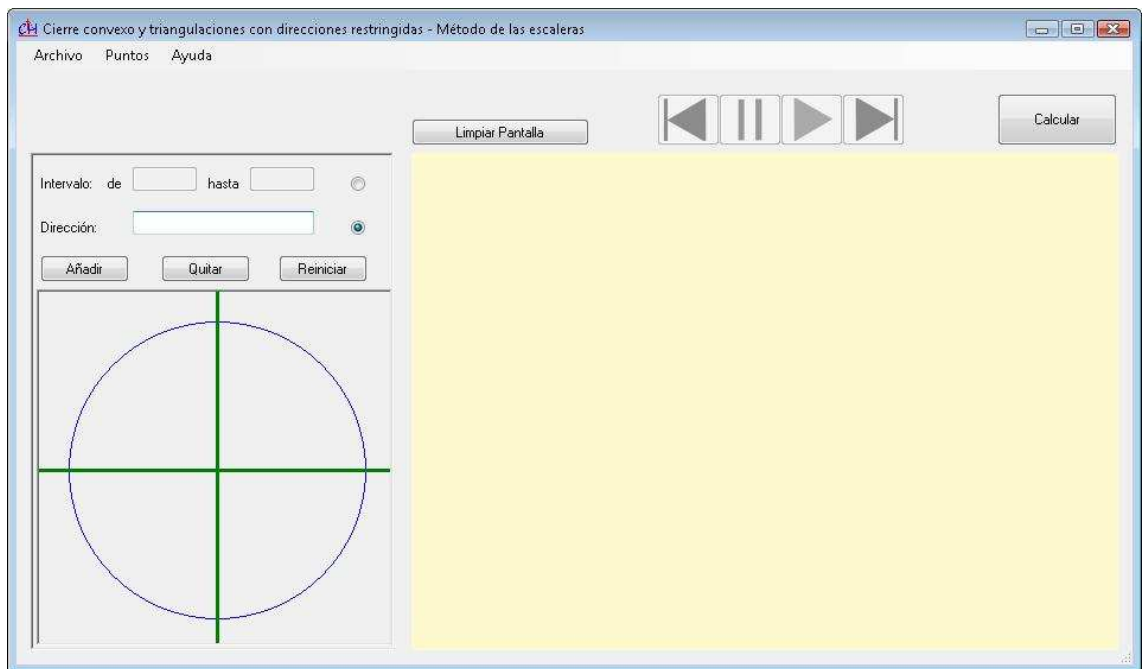 Cierre convexo y triangulaciones con direcciones restringidas - Método de las escaleras
Archivo Puntos Ayuda
Limpiar Pantalla
Calcular
Intervalo: de hasta
Dirección:
Añadir Quitar Reiniciar